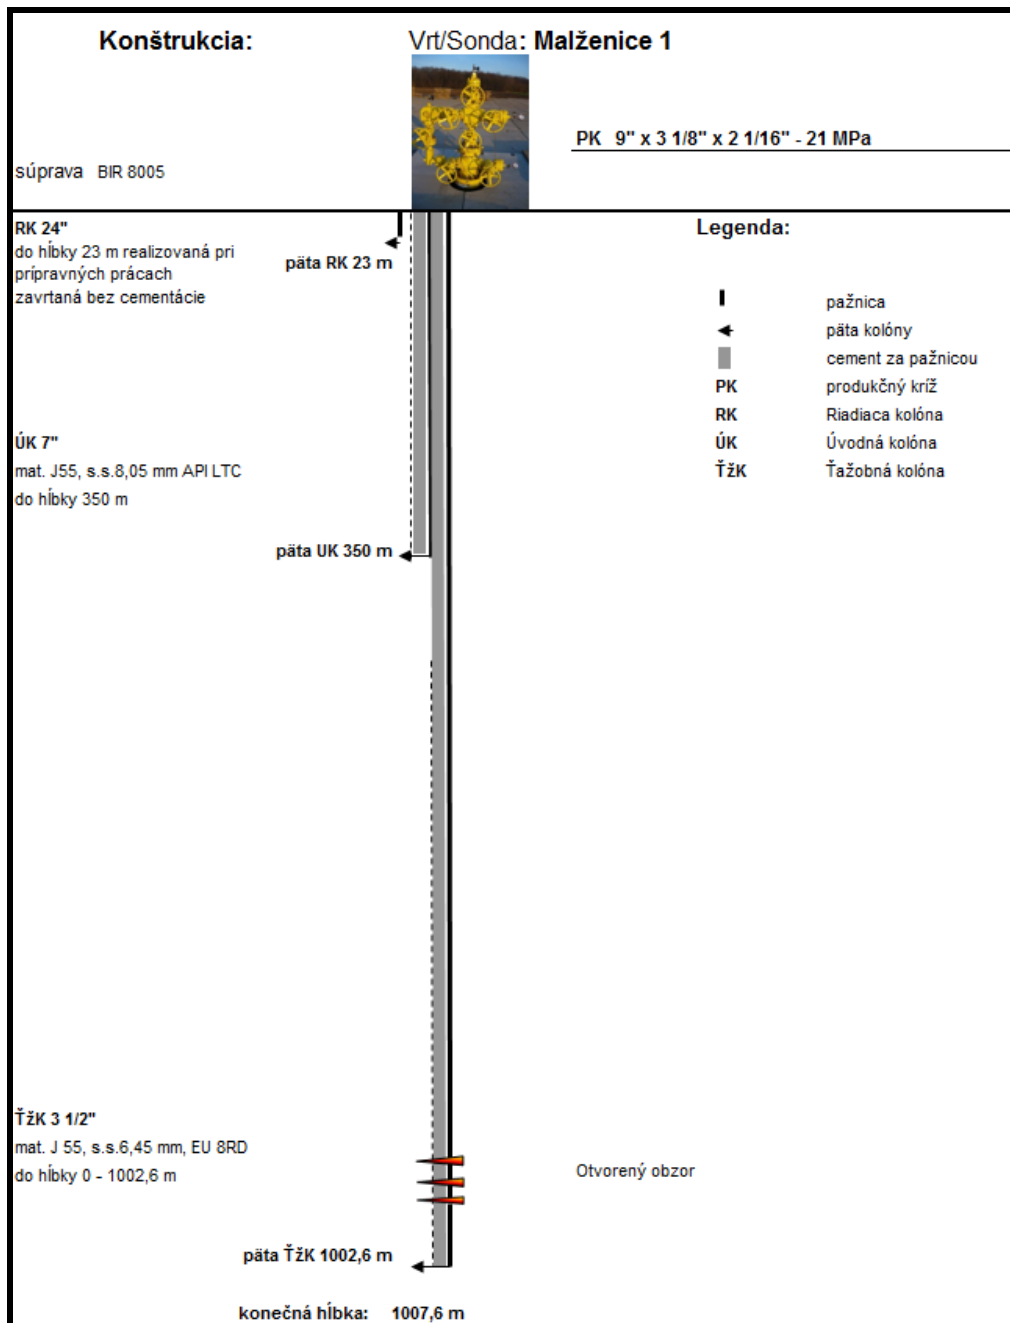 Konštrukcia:
Vrt/Sonda: Malženice 1
PK 9" x 3 1/8" x 2 1/16" - 21 MPa
súprava BIR 8005
RK 24"
do hĺbky 23 m realizovaná pri
prípravných prácach
zavrtaná bez cementácie
päta RK 23 m
Legenda:
pažnica
päta kolóny
cement za pažnicou
PK produkčný kríž
RK Riadiaca kolóna
ÚK Úvodná kolóna
ŤžK Ťažobná kolóna
ÚK 7"
mat. J55, s.s.8,05 mm API LTC
do hĺbky 350 m
päta UK 350 m
ŤžK 3 1/2"
mat. J 55, s.s.6,45 mm, EU 8RD
do hĺbky 0 - 1002,6 m
Otvorený obzor
päta ŤžK 1002,6 m
konečná hĺbka: 1007,6 m